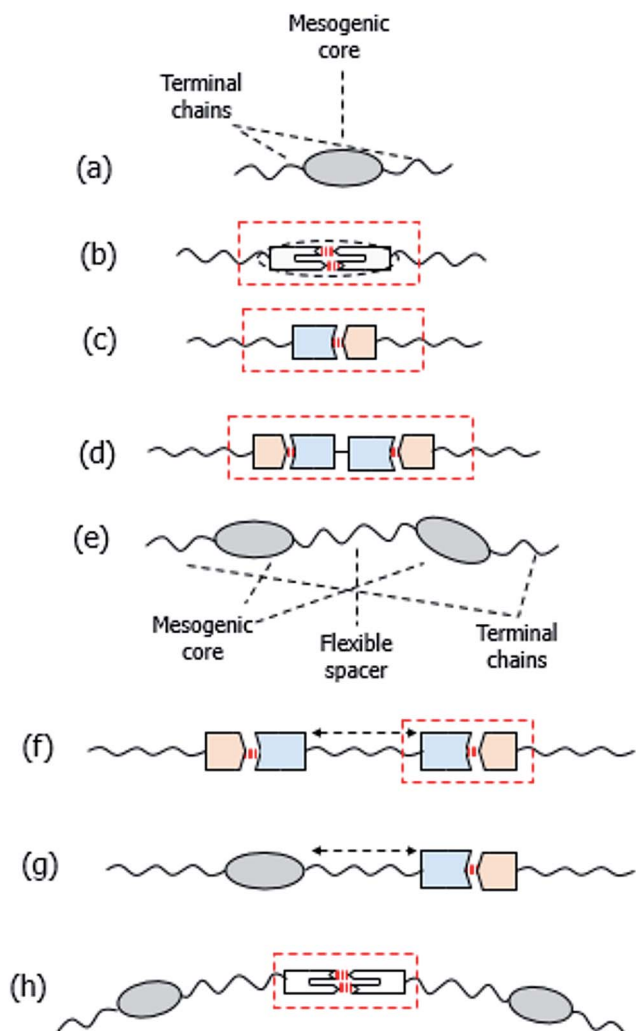 Mesogenic
core
Terminal
chains
(a)
(b)
(c)
(d)
(e)
Mesogenic
core
Flexible
spacer
Terminal
chains
(f)
(g)
(h)